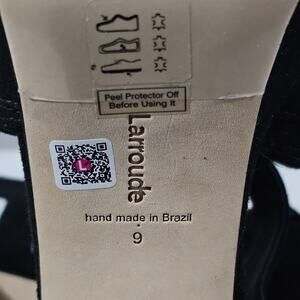 Peel Protector Off
Before Using It
Larroudé
hand made in Brazil
9
L